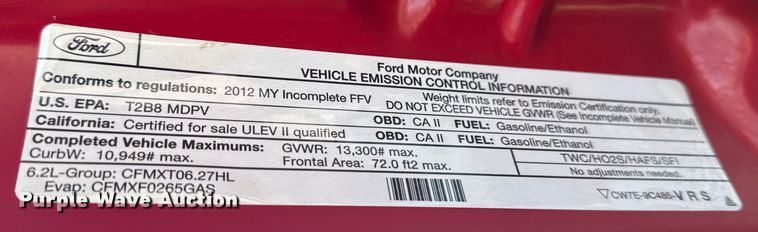 Ford
Ford Motor Company
VEHICLE EMISSION CONTROL INFORMATION
Conforms to regulations: 2012 MY Incomplete FFV
Weight limits refer to Emission Certification only.
DO NOT EXCEED VEHICLE GVWR (See Incomplete Vehicle Manual)
U.S. EPA: T2B8 MDPV OBD: CA II FUEL: Gasoline/Ethanol
California: Certified for sale ULEV II qualified OBD: CA II FUEL: Gasoline/Ethanol
Completed Vehicle Maximums: GVWR: 13,300# max.
CurbW: 10,949# max. Frontal Area: 72.0 ft2 max.
TWC/HO2S/HAFS/SFI
No adjustments needed.
6.2L-Group: CFMXT06.27HL
Evap: CFMXF0265GAS
CW7E-9C485-V R S
Purple Wave Auction
Purple Wave Auction